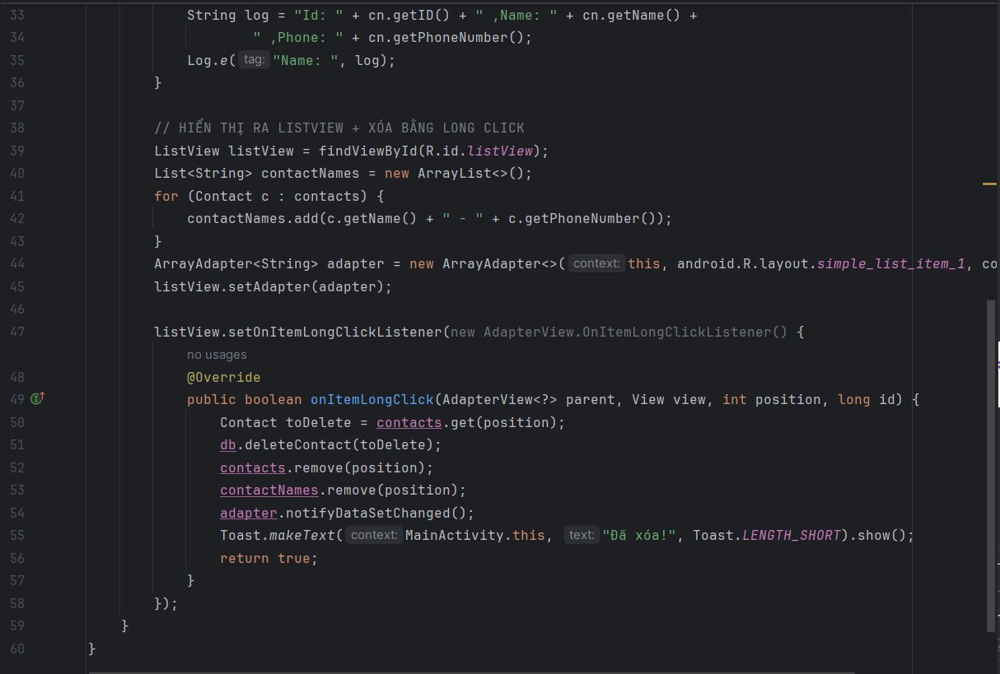 33 String log = "Id: " + cn.getID() + " ,Name: " + cn.getName() +
34 " ,Phone: " + cn.getPhoneNumber();
35 Log.e( tag: "Name: ", log);
36 }
37
38 // HIỂN THỊ RA LISTVIEW + XÓA BẰNG LONG CLICK
39 ListView listView = findViewById(R.id.listView);
40 List<String> contactNames = new ArrayList<>();
41 for (Contact c : contacts) {
42 contactNames.add(c.getName() + " - " + c.getPhoneNumber());
43 }
44 ArrayAdapter<String> adapter = new ArrayAdapter<>( context: this, android.R.layout.simple_list_item_1, co
45 listView.setAdapter(adapter);
46
47 listView.setOnItemLongClickListener(new AdapterView.OnItemLongClickListener() {
no usages
48 @Override
49 public boolean onItemLongClick(AdapterView<?> parent, View view, int position, long id) {
50 Contact toDelete = contacts.get(position);
51 db.deleteContact(toDelete);
52 contacts.remove(position);
53 contactNames.remove(position);
54 adapter.notifyDataSetChanged();
55 Toast.makeText( context: MainActivity.this, text: "Đã xóa!", Toast.LENGTH_SHORT).show();
56 return true;
57 }
58 });
59 }
60 }